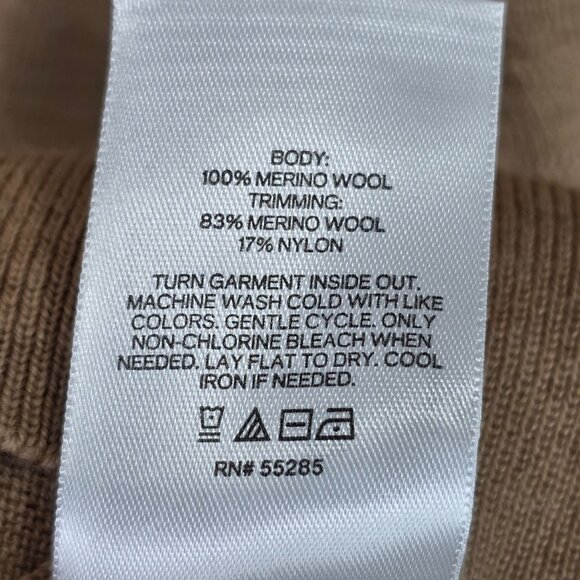 BODY:
100% MERINO WOOL
TRIMMING:
83% MERINO WOOL
17% NYLON
TURN GARMENT INSIDE OUT.
MACHINE WASH COLD WITH LIKE
COLORS. GENTLE CYCLE. ONLY
NON-CHLORINE BLEACH WHEN
NEEDED. LAY FLAT TO DRY. COOL
IRON IF NEEDED.
RN# 55285